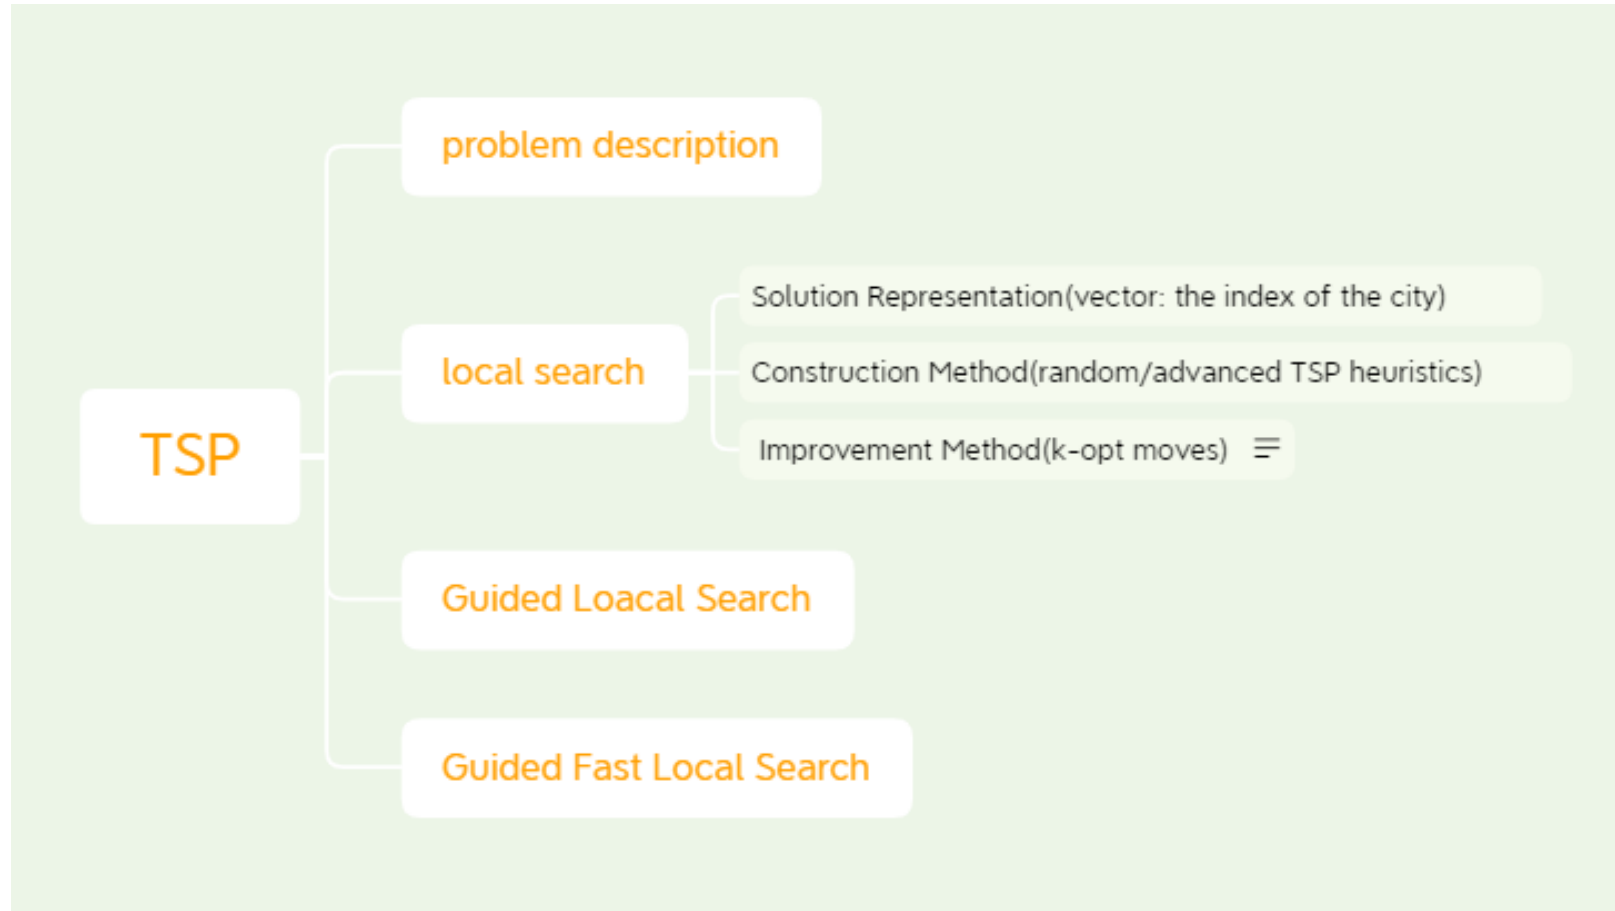 TSP
problem description
local search
Solution Representation(vector: the index of the city)
Construction Method(random/advanced TSP heuristics)
Improvement Method(k-opt moves)
Guided Loacal Search
Guided Fast Local Search